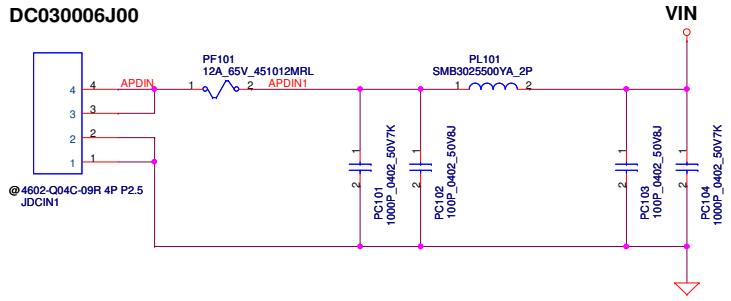 DC030006J00
VIN
PF101
12A_65V_451012MRL
PL101
SMB3025500YA_2P
4 4 APDIN 1 2 APDIN1 1 2
3 3
2 2
1 1
@4602-Q04C-09R 4P P2.5
JDCIN1
1 2 PC101
1000P_0402_50V7K
1 2 PC102
100P_0402_50V8J
1 2 PC103
100P_0402_50V8J
1 2 PC104
1000P_0402_50V7K